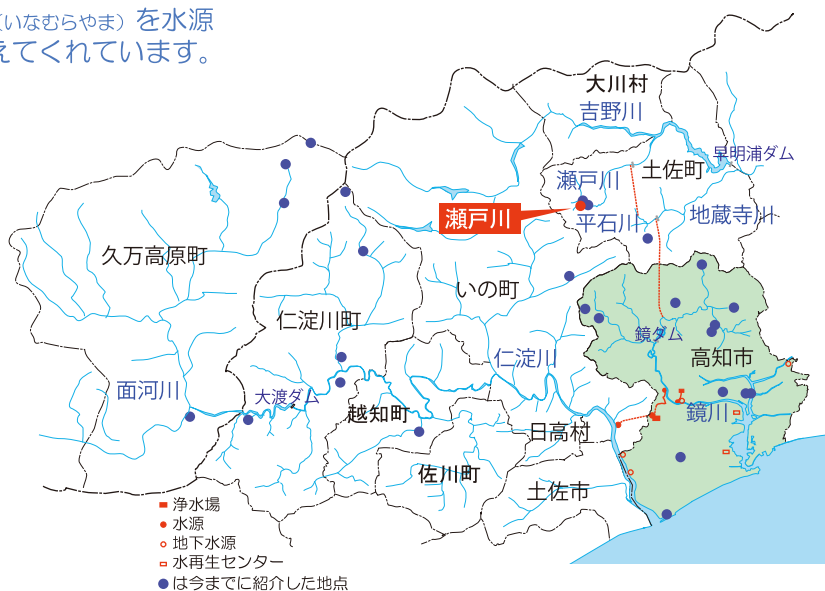 （いなむらやま）を水源
えてくれています。
大川村
吉野川
早明浦ダム
土佐町
瀬戸川
瀬戸川
平石川
地蔵寺川
久万高原町
いの町
仁淀川町
鏡ダム
高知市
仁淀川
面河川
大渡ダム
越知町
鏡川
日高村
佐川町
土佐市
浄水場
水源
地下水源
水再生センター
は今までに紹介した地点